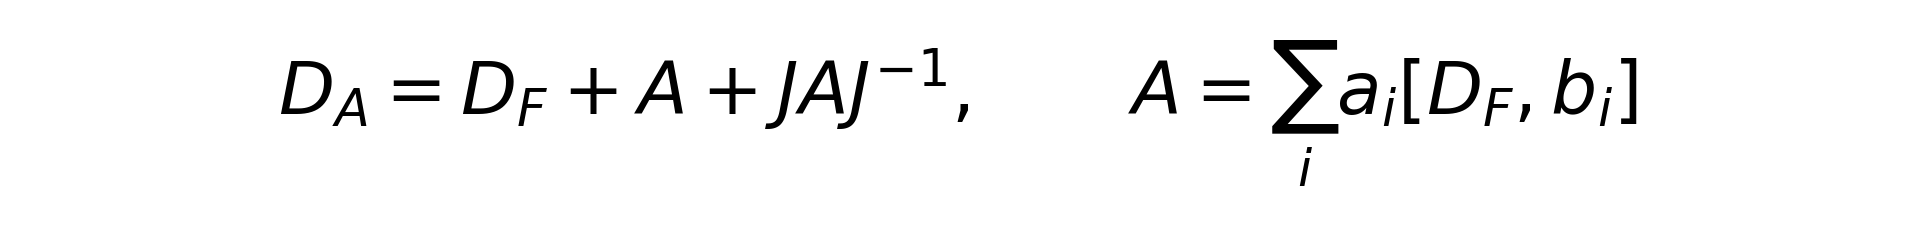 D_A = D_F + A + JAJ^{-1}, A = \sum_i a_i[D_F, b_i]